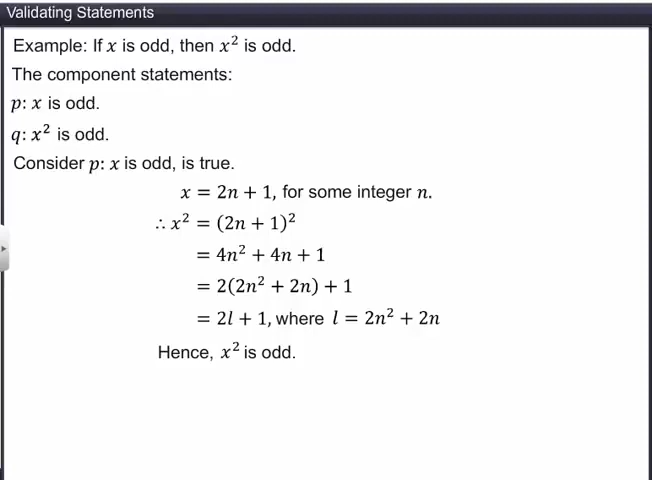 Validating Statements
Example: If x is odd, then x² is odd.
The component statements:
p: x is odd.
q: x² is odd.
Consider p: x is odd, is true.
x = 2n + 1, for some integer n.
∴ x² = (2n + 1)²
= 4n² + 4n + 1
= 2(2n² + 2n) + 1
= 2l + 1, where l = 2n² + 2n
Hence, x² is odd.